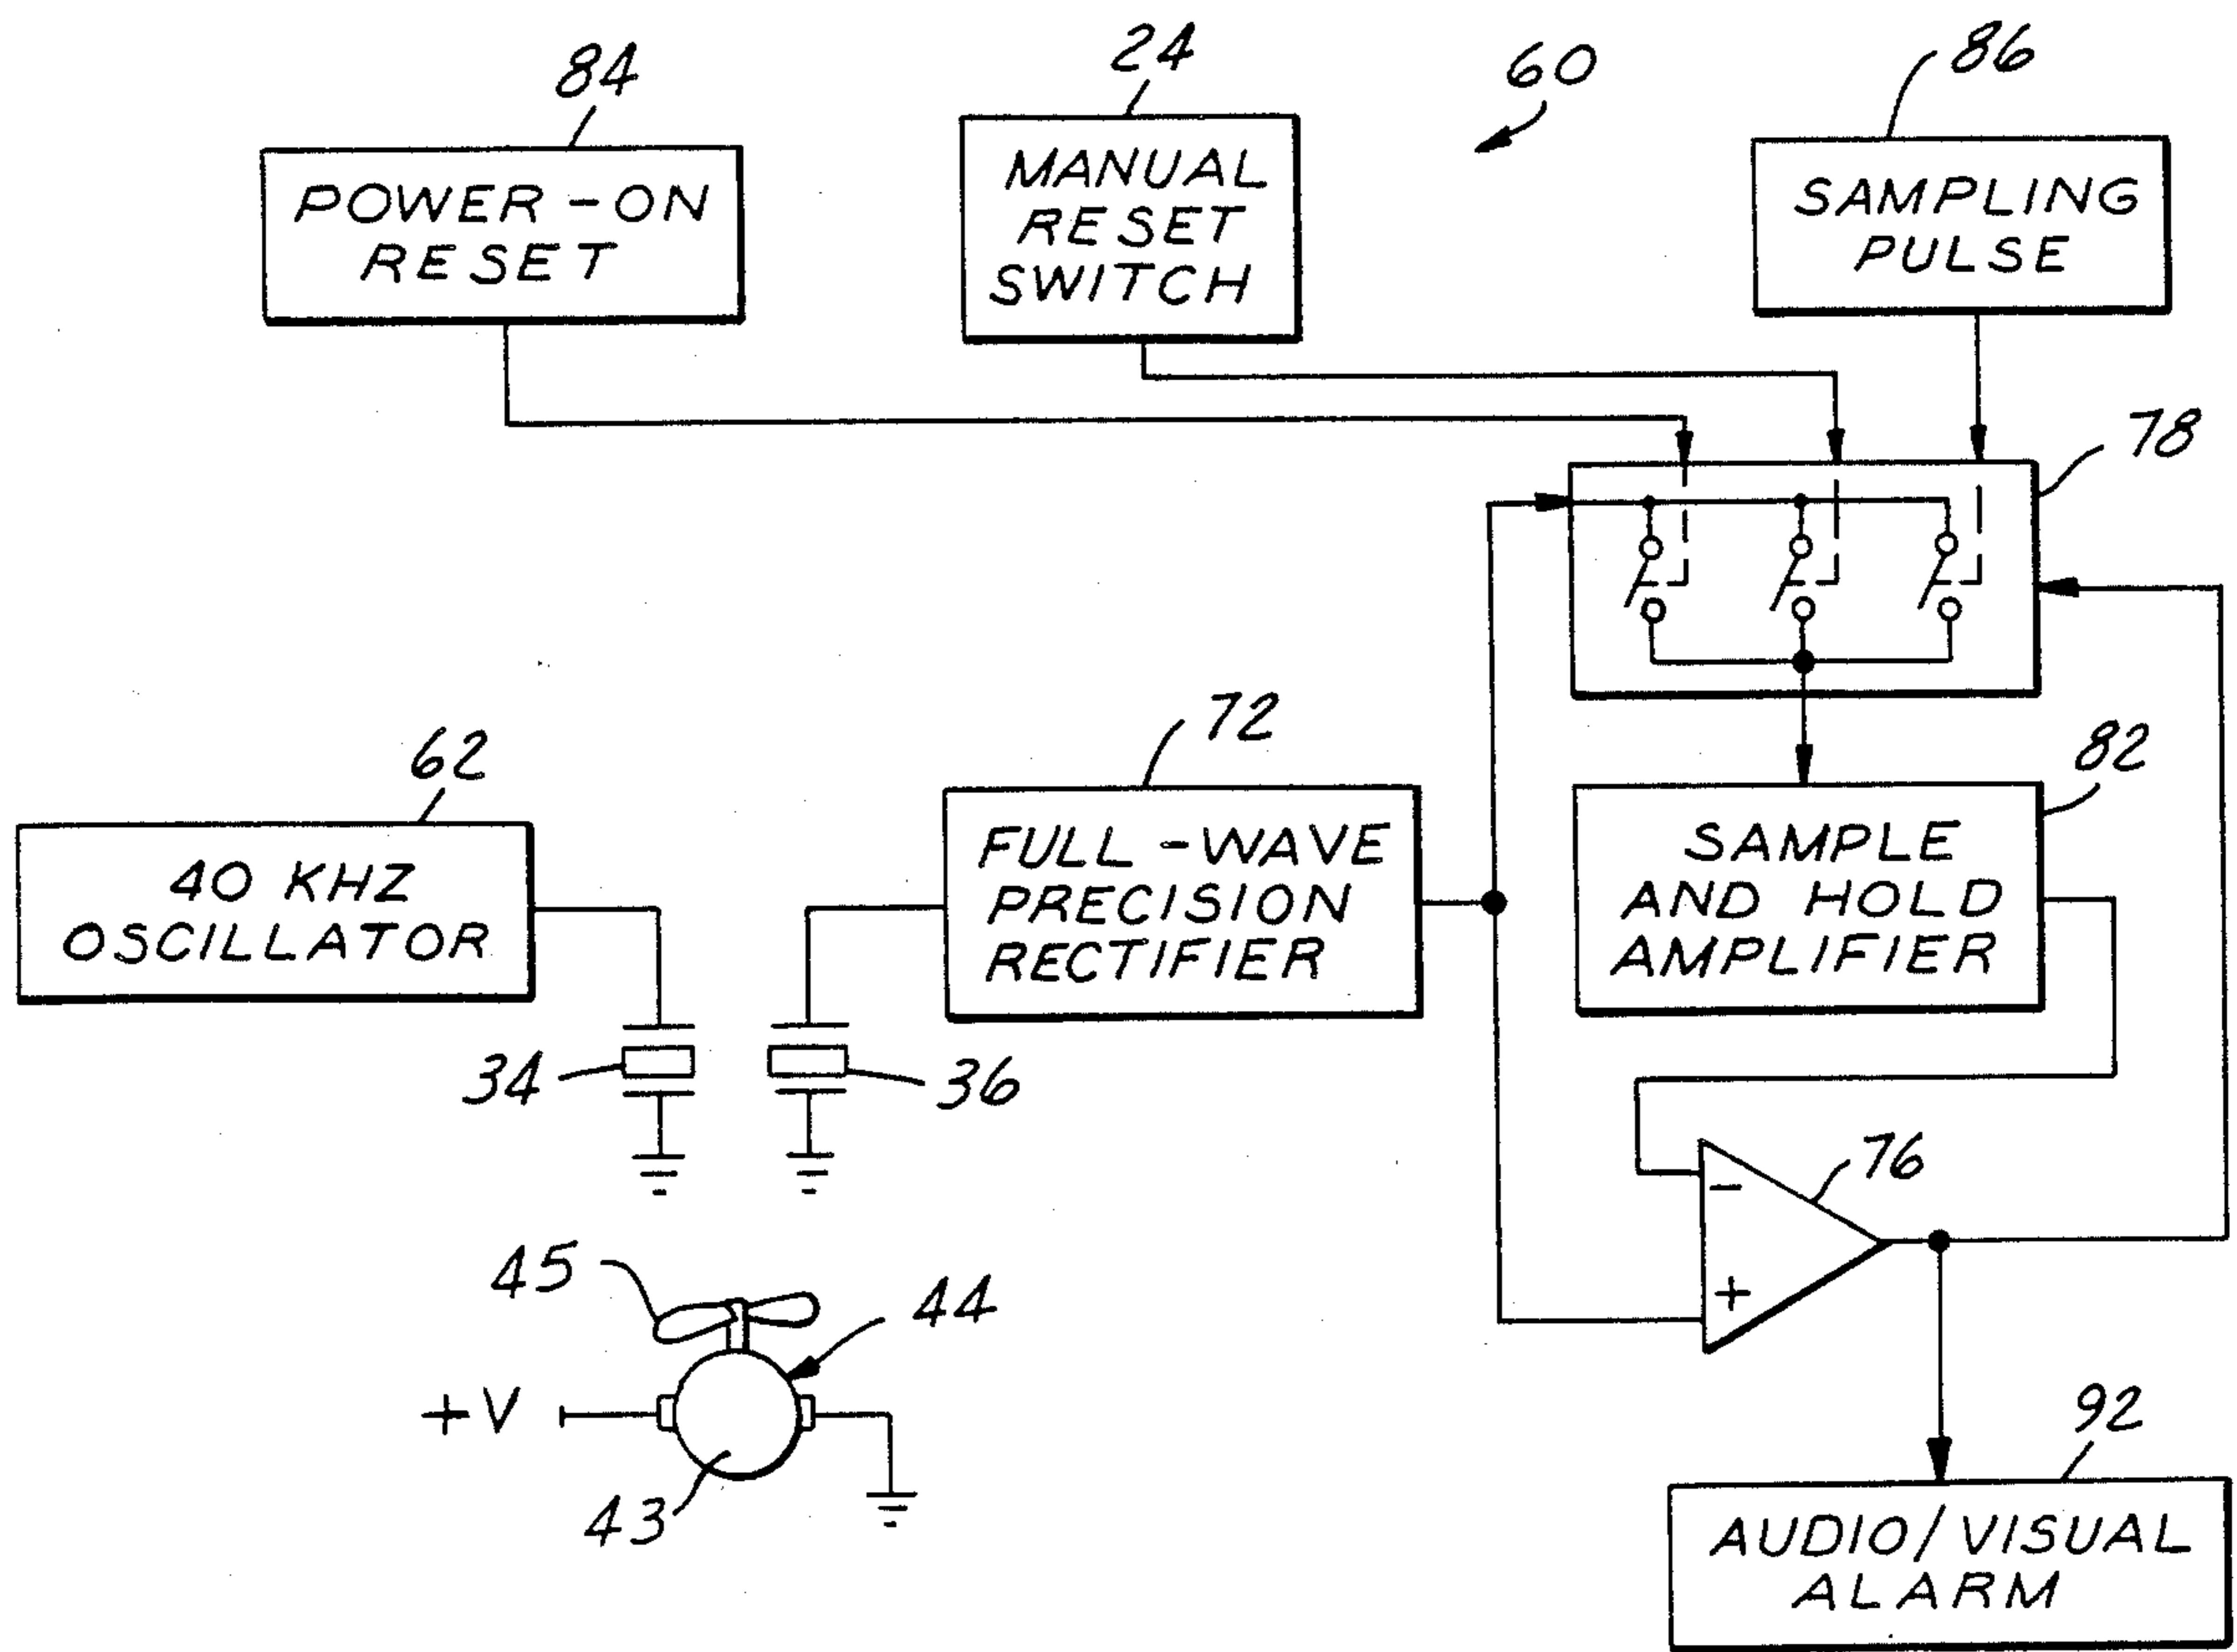 84
24
60
86
POWER-ON
RESET
MANUAL
RESET
SWITCH
SAMPLING
PULSE
78
62
72
82
40 KHZ
OSCILLATOR
FULL-WAVE
PRECISION
RECTIFIER
SAMPLE
AND HOLD
AMPLIFIER
34
36
76
-
+
45
44
+V
43
92
AUDIO/VISUAL
ALARM